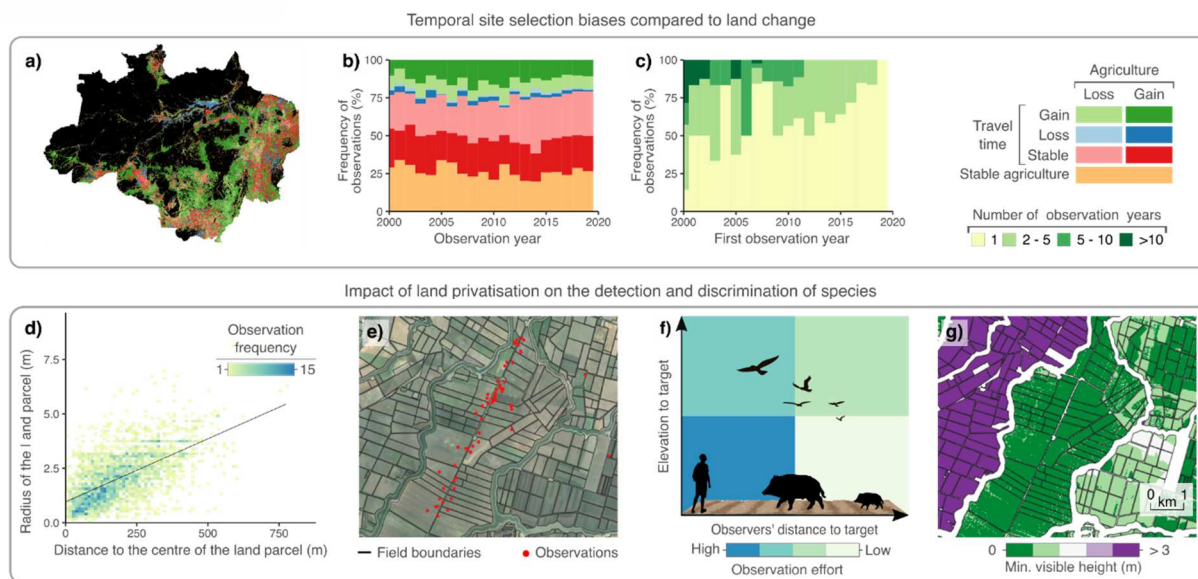 Temporal site selection biases compared to land change
a)
b)
Frequency of
observations (%)
100
75
50
25
0
2000
2005
2010
2015
2020
Observation year
c)
Frequency of
observations (%)
100
75
50
25
0
2000
2005
2010
2015
2020
First observation year
Agriculture
Loss Gain
Travel
time
Gain
Loss
Stable
Stable agriculture
Number of observation years
1 2 - 5 5 - 10 >10
Impact of land privatisation on the detection and discrimination of species
d)
Radius of the l and parcel (m)
7.5
5.0
2.5
0.0
0 250 500 750
Distance to the centre of the land parcel (m)
Observation
frequency
1 15
e)
Field boundaries Observations
f)
Elevation to target
Observers' distance to target
High Low
Observation effort
g)
0 1
km
0 > 3
Min. visible height (m)